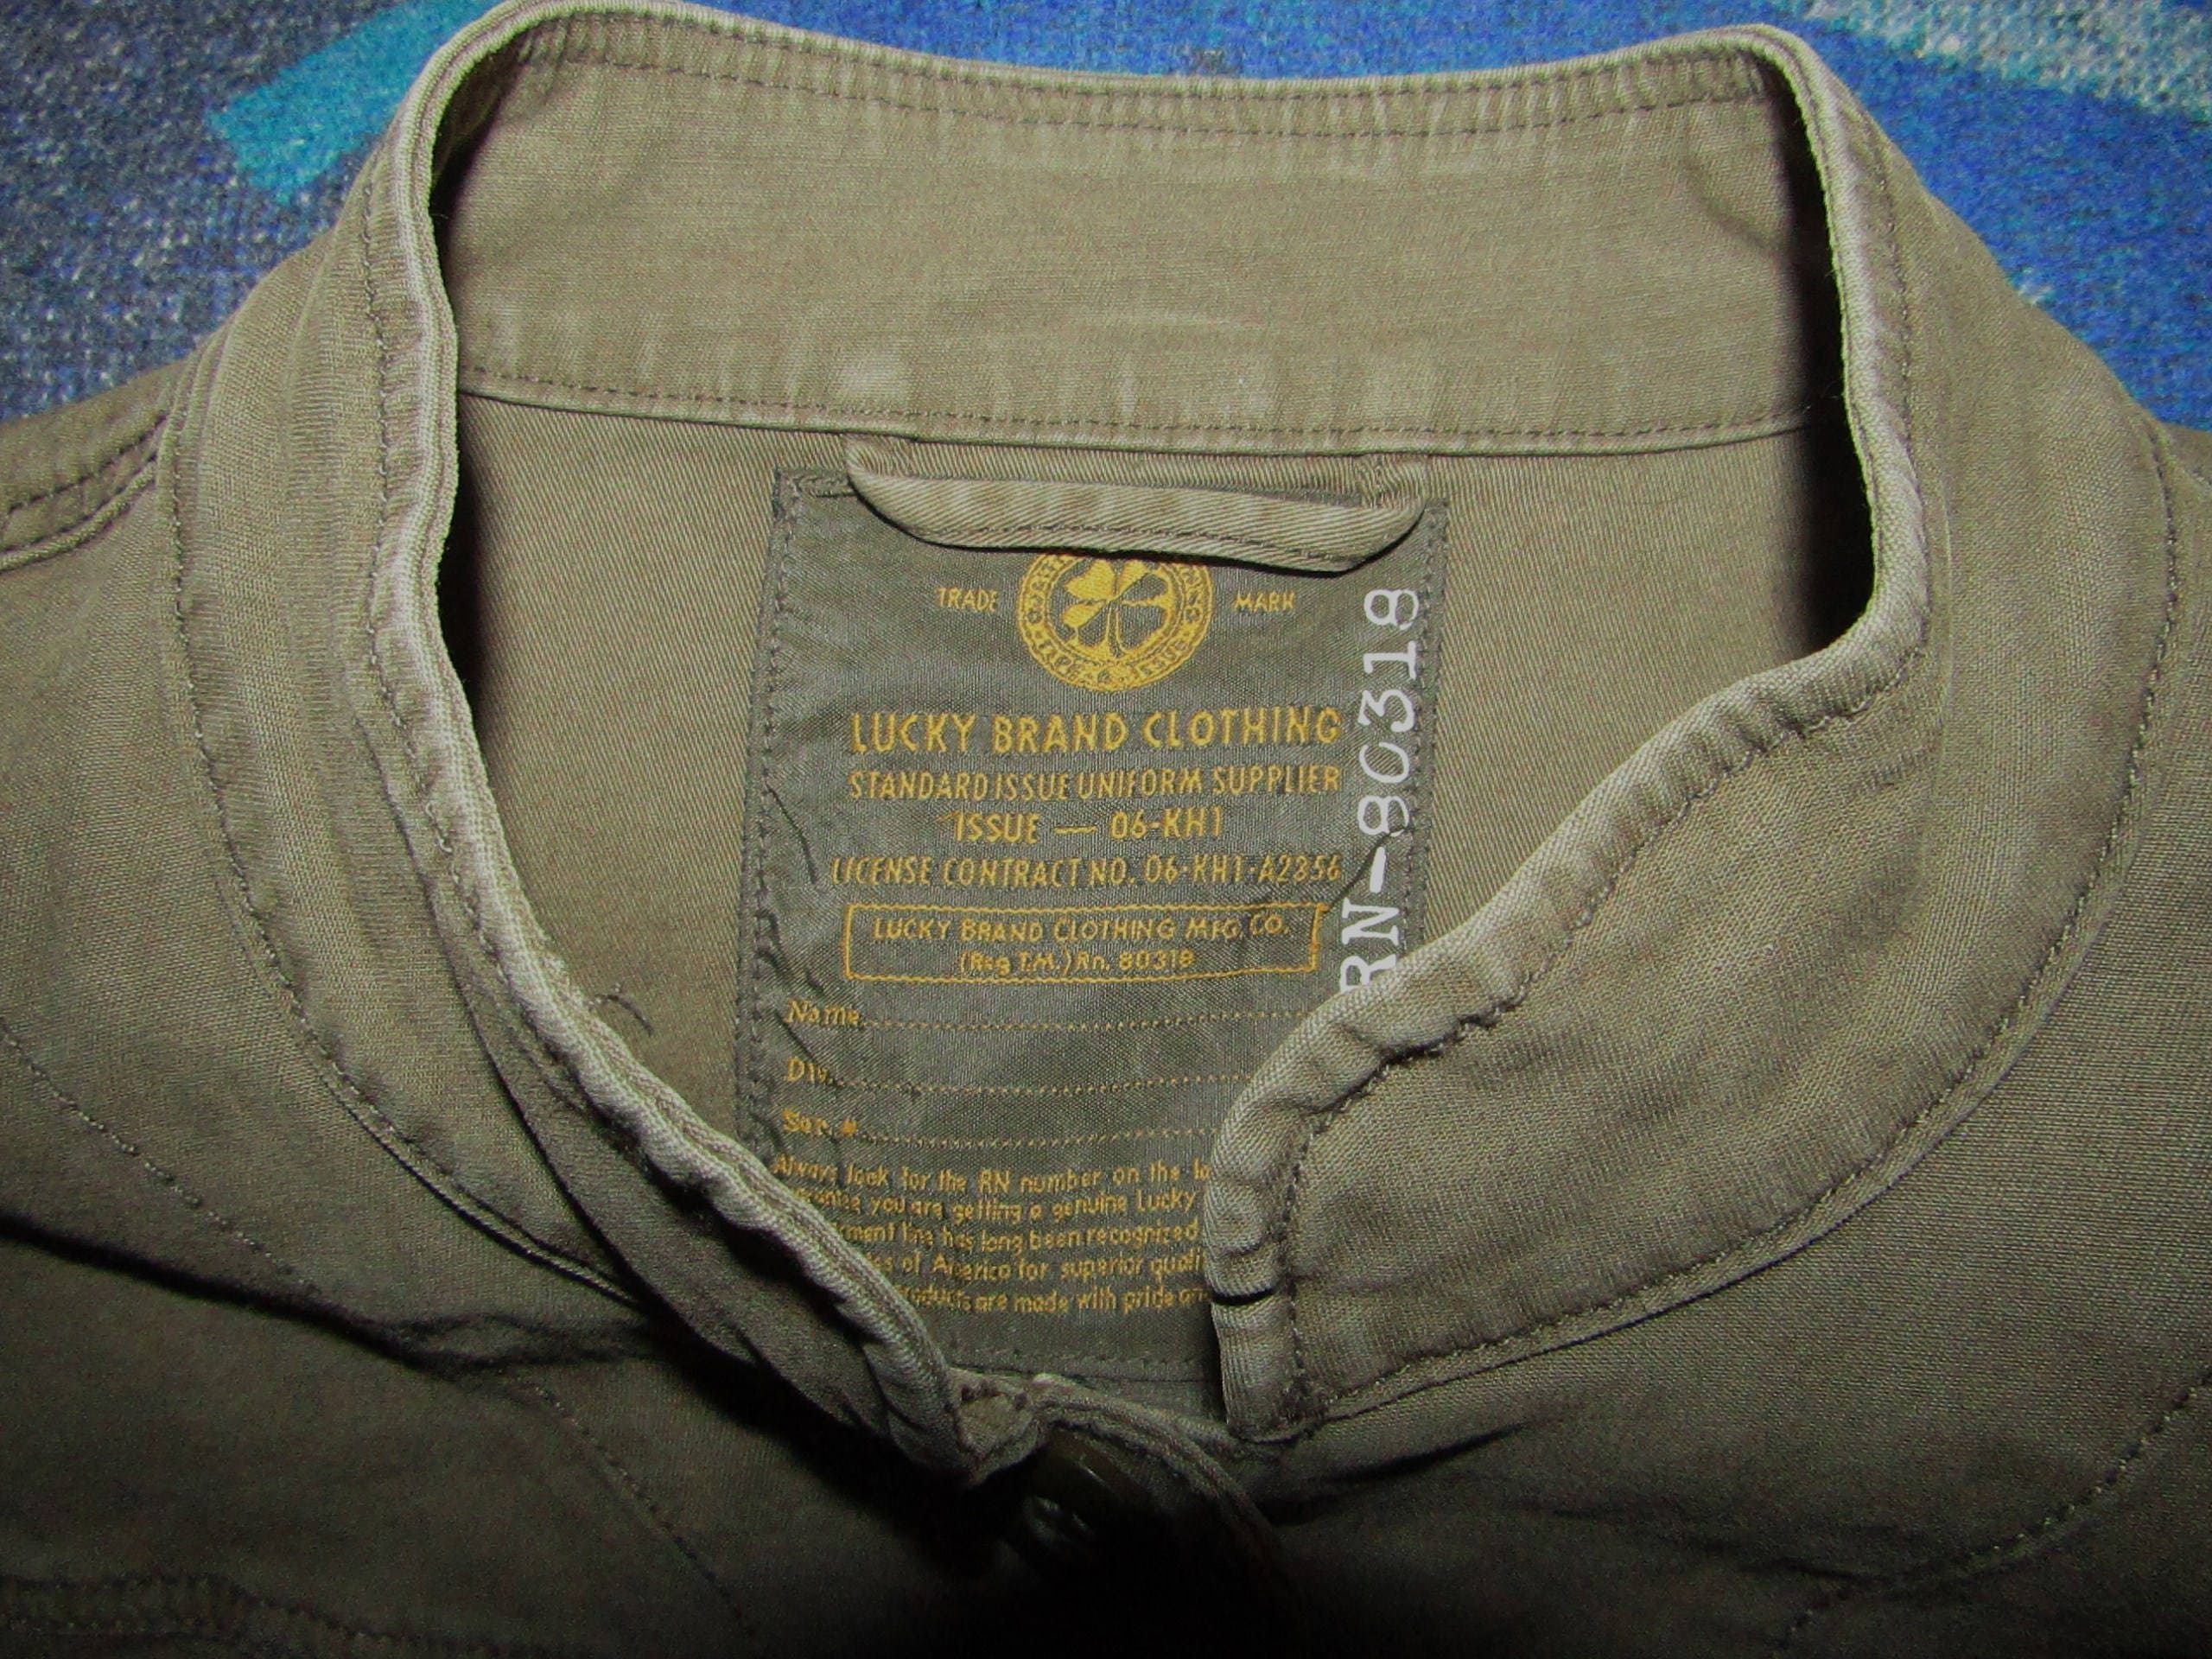 TRADE MARK
LUCKY BRAND CLOTHING
STANDARD ISSUE UNIFORM SUPPLIER
ISSUE — 06-KH1
LICENSE CONTRACT NO. 06-KH1-A2356
LUCKY BRAND CLOTHING MFG. CO.
(Reg T.M.) Rn. 80318
Name
Div.
Ser. #
Always look for the RN number on the
you are getting a genuine Lucky
line has long been recognized
of America for superior
are made with pride
RN-80318